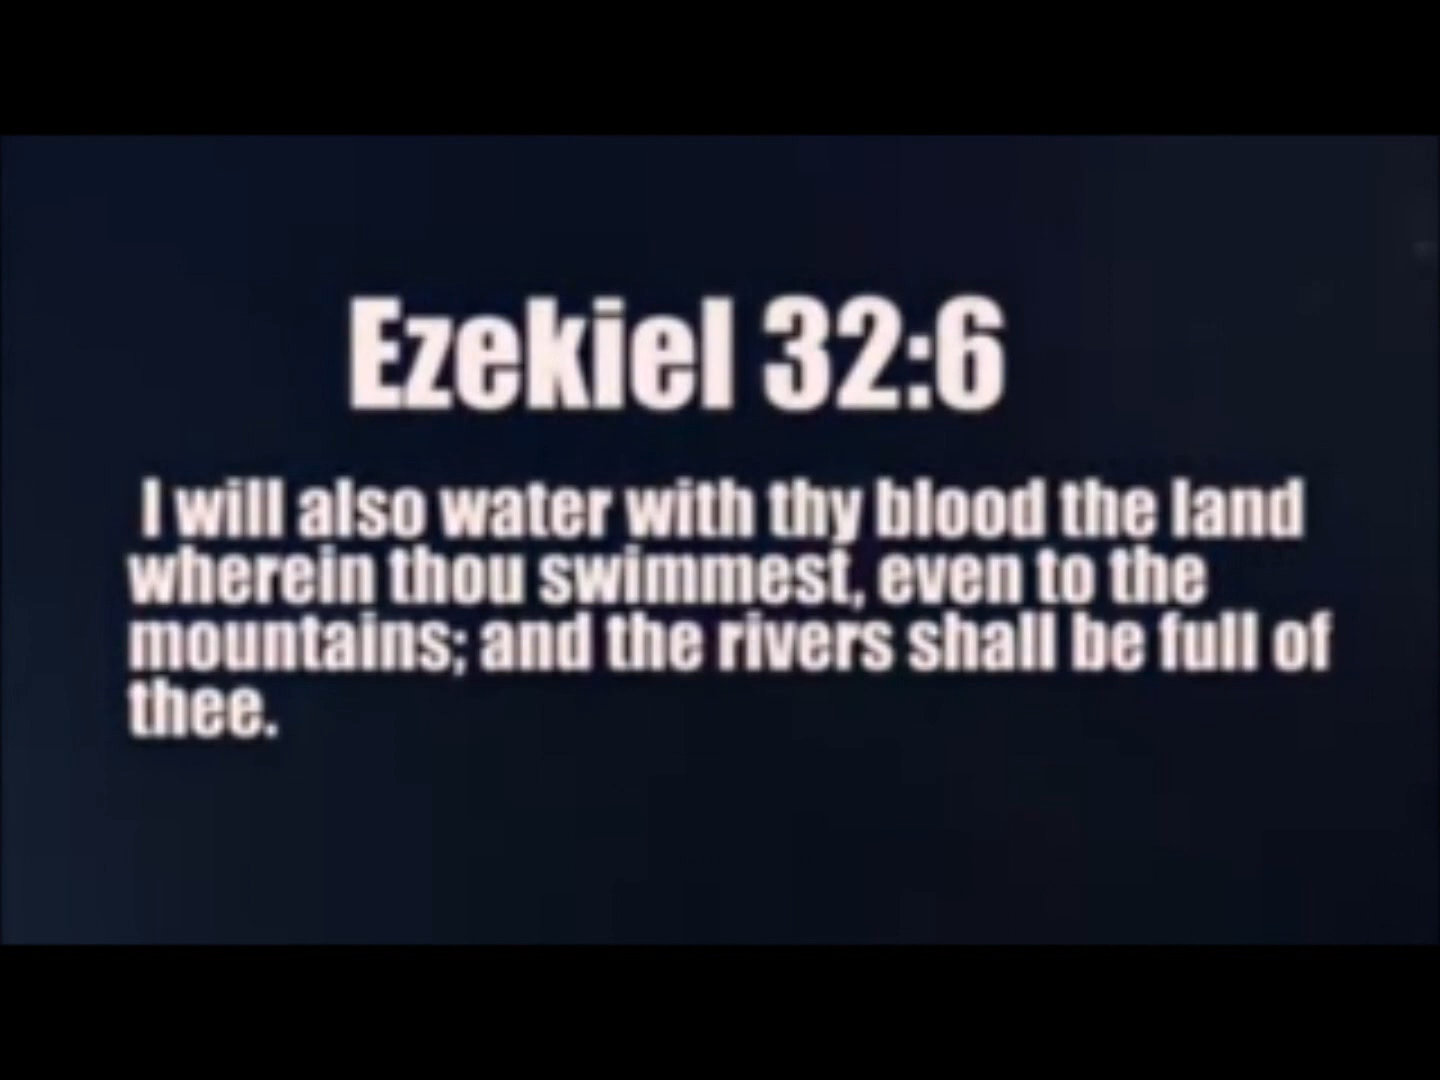 Ezekiel 32:6
I will also water with thy blood the land
wherein thou swimmest, even to the
mountains; and the rivers shall be full of
thee.